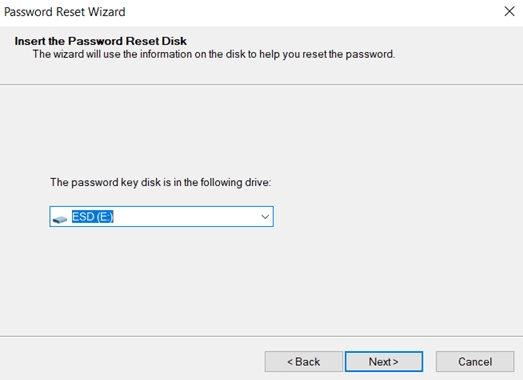 Password Reset Wizard
Insert the Password Reset Disk
The wizard will use the information on the disk to help you reset the password.
The password key disk is in the following drive:
ESD (E:)
< Back
Next >
Cancel